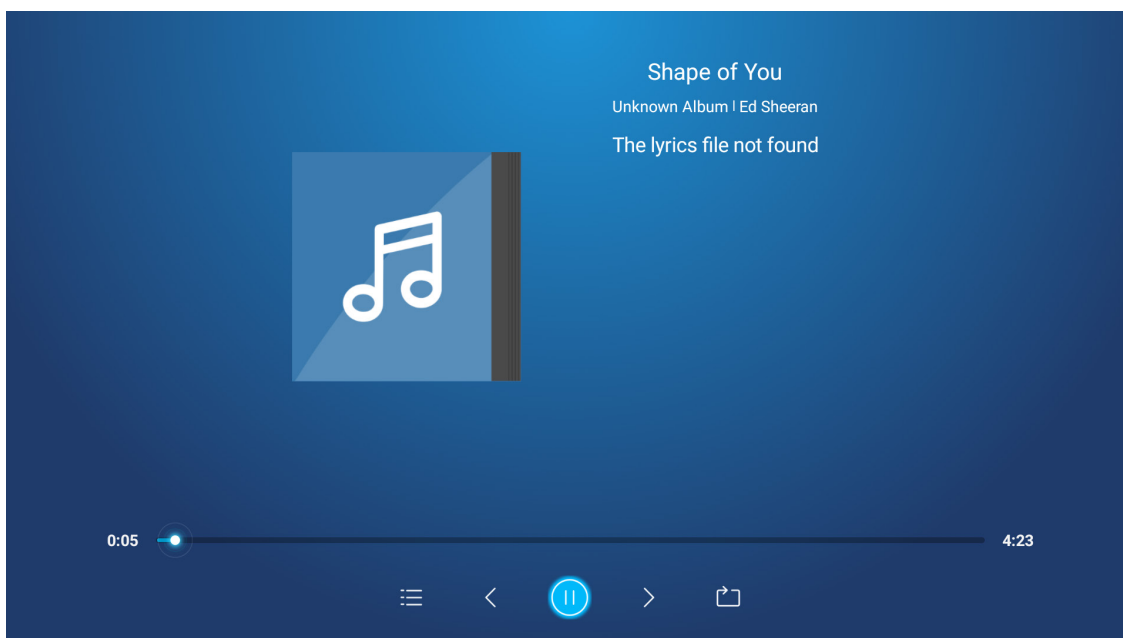 Shape of You
Unknown Album | Ed Sheeran
The lyrics file not found
0:05
4:23